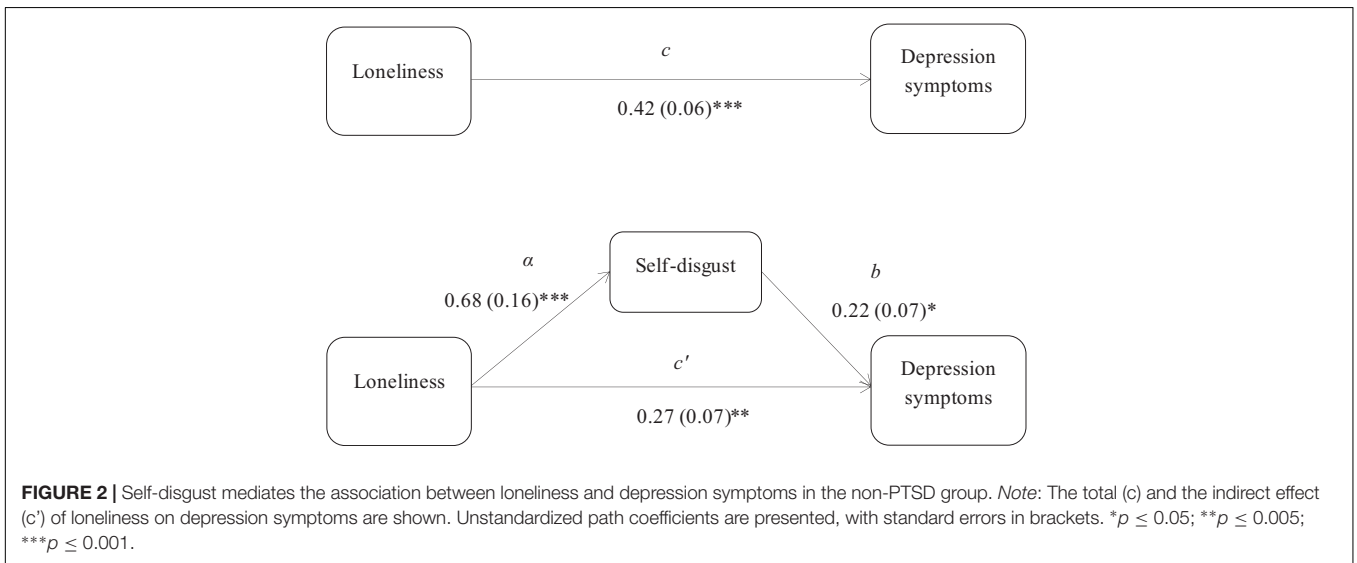 c
Loneliness
Depression
symptoms
0.42 (0.06)***
Self-disgust
α
0.68 (0.16)***
b
0.22 (0.07)*
Loneliness
c′
Depression
symptoms
0.27 (0.07)**
FIGURE 2 | Self-disgust mediates the association between loneliness and depression symptoms in the non-PTSD group. Note: The total (c) and the indirect effect
(c’) of loneliness on depression symptoms are shown. Unstandardized path coefficients are presented, with standard errors in brackets. *p ≤ 0.05; **p ≤ 0.005;
***p ≤ 0.001.